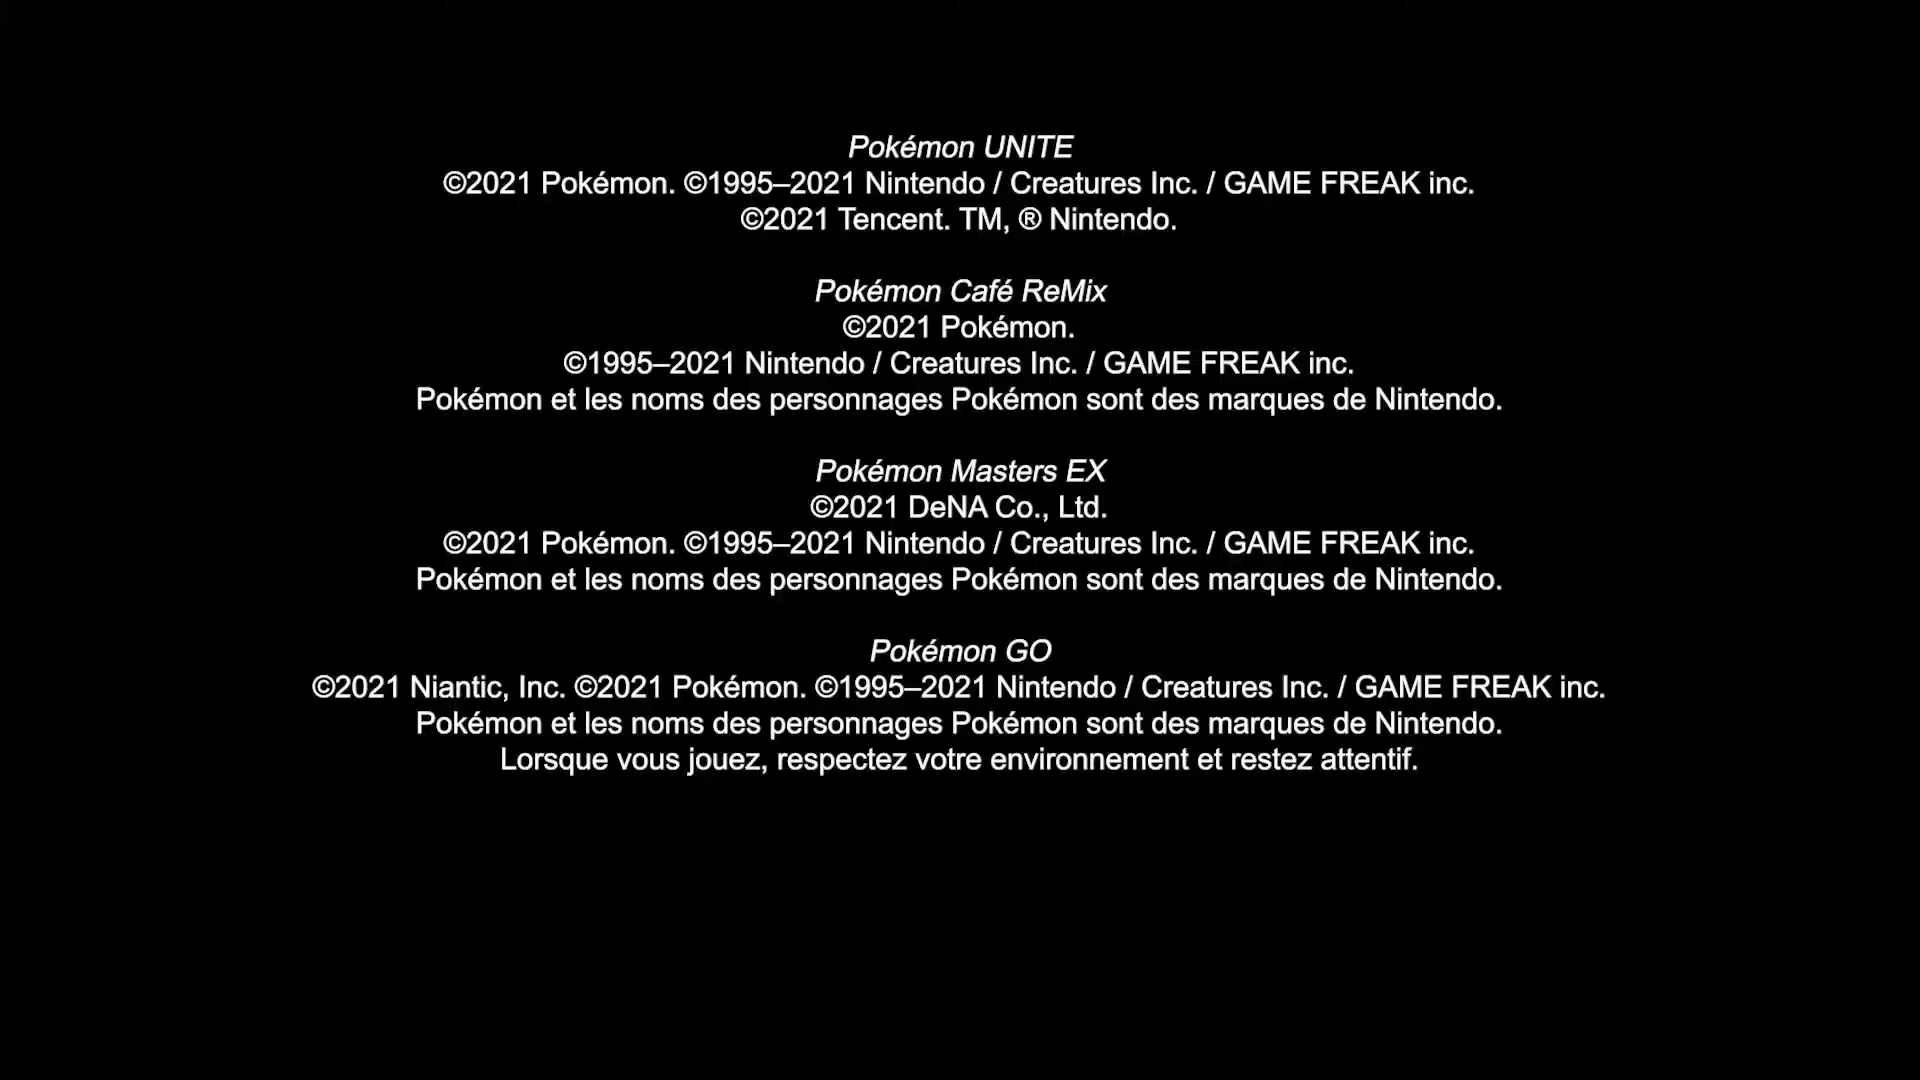 Pokémon UNITE
©2021 Pokémon. ©1995–2021 Nintendo / Creatures Inc. / GAME FREAK inc.
©2021 Tencent. TM, ® Nintendo.
Pokémon Café ReMix
©2021 Pokémon.
©1995–2021 Nintendo / Creatures Inc. / GAME FREAK inc.
Pokémon et les noms des personnages Pokémon sont des marques de Nintendo.
Pokémon Masters EX
©2021 DeNA Co., Ltd.
©2021 Pokémon. ©1995–2021 Nintendo / Creatures Inc. / GAME FREAK inc.
Pokémon et les noms des personnages Pokémon sont des marques de Nintendo.
Pokémon GO
©2021 Niantic, Inc. ©2021 Pokémon. ©1995–2021 Nintendo / Creatures Inc. / GAME FREAK inc.
Pokémon et les noms des personnages Pokémon sont des marques de Nintendo.
Lorsque vous jouez, respectez votre environnement et restez attentif.